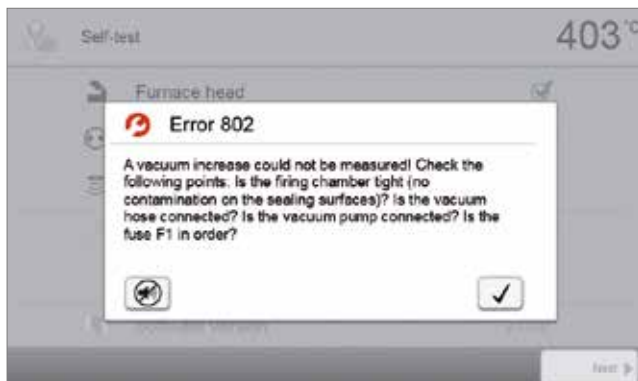 Self-test
403 °C
Furnace head
Error 802
A vacuum increase could not be measured! Check the
following points. Is the firing chamber tight (no
contamination on the sealing surfaces)? Is the vacuum
hose connected? Is the vacuum pump connected? Is the
fuse F1 in order?
Software version
Next